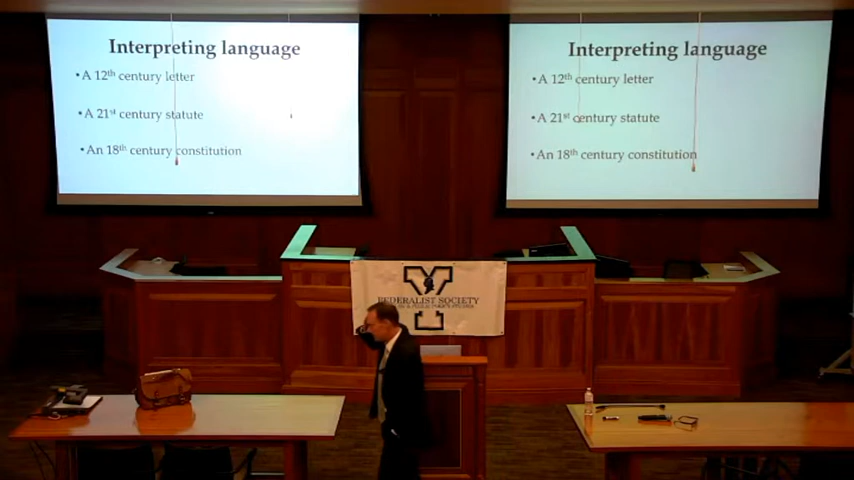 Interpreting language
• A 12th century letter
• A 21st century statute
• An 18th century constitution
Interpreting language
• A 12th century letter
• A 21st century statute
• An 18th century constitution
Y
FEDERALIST SOCIETY